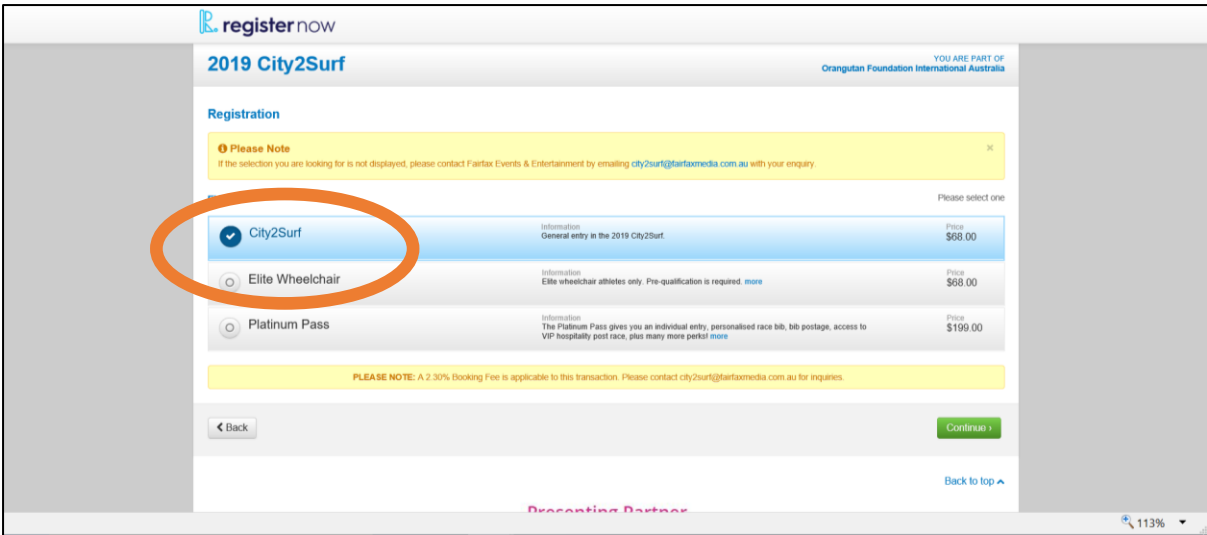 registernow
2019 City2Surf
YOU ARE PART OF
Orangutan Foundation International Australia
Registration
Please Note
If the selection you are looking for is not displayed, please contact Fairfax Events & Entertainment by emailing city2surf@fairfaxmedia.com.au with your enquiry.
Please select one
City2Surf
Information
General entry in the 2019 City2Surf.
Price
$68.00
Elite Wheelchair
Information
Elite wheelchair athletes only. Pre-qualification is required. more
Price
$68.00
Platinum Pass
Information
The Platinum Pass gives you an individual entry, personalised race bib, bib postage, access to
VIP hospitality post race, plus many more perks! more
Price
$199.00
PLEASE NOTE: A 2.30% Booking Fee is applicable to this transaction. Please contact city2surf@fairfaxmedia.com.au for inquiries.
Back
Continue ›
Back to top
Presenting Partner
113%